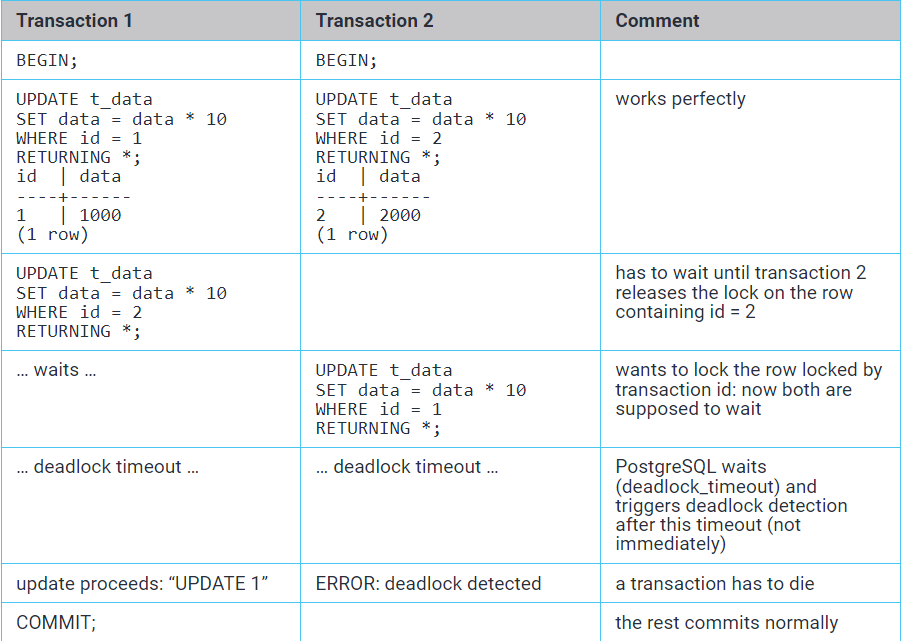 Transaction 1 Transaction 2 Comment
BEGIN; BEGIN;
UPDATE t_data
SET data = data * 10
WHERE id = 1
RETURNING *;
id | data
----+------
1 | 1000
(1 row)
UPDATE t_data
SET data = data * 10
WHERE id = 2
RETURNING *;
id | data
----+------
2 | 2000
(1 row)
works perfectly
UPDATE t_data
SET data = data * 10
WHERE id = 2
RETURNING *;
has to wait until transaction 2
releases the lock on the row
containing id = 2
… waits …
UPDATE t_data
SET data = data * 10
WHERE id = 1
RETURNING *;
wants to lock the row locked by
transaction id: now both are
supposed to wait
… deadlock timeout …
… deadlock timeout …
PostgreSQL waits
(deadlock_timeout) and
triggers deadlock detection
after this timeout (not
immediately)
update proceeds: “UPDATE 1”
ERROR: deadlock detected
a transaction has to die
COMMIT;
the rest commits normally